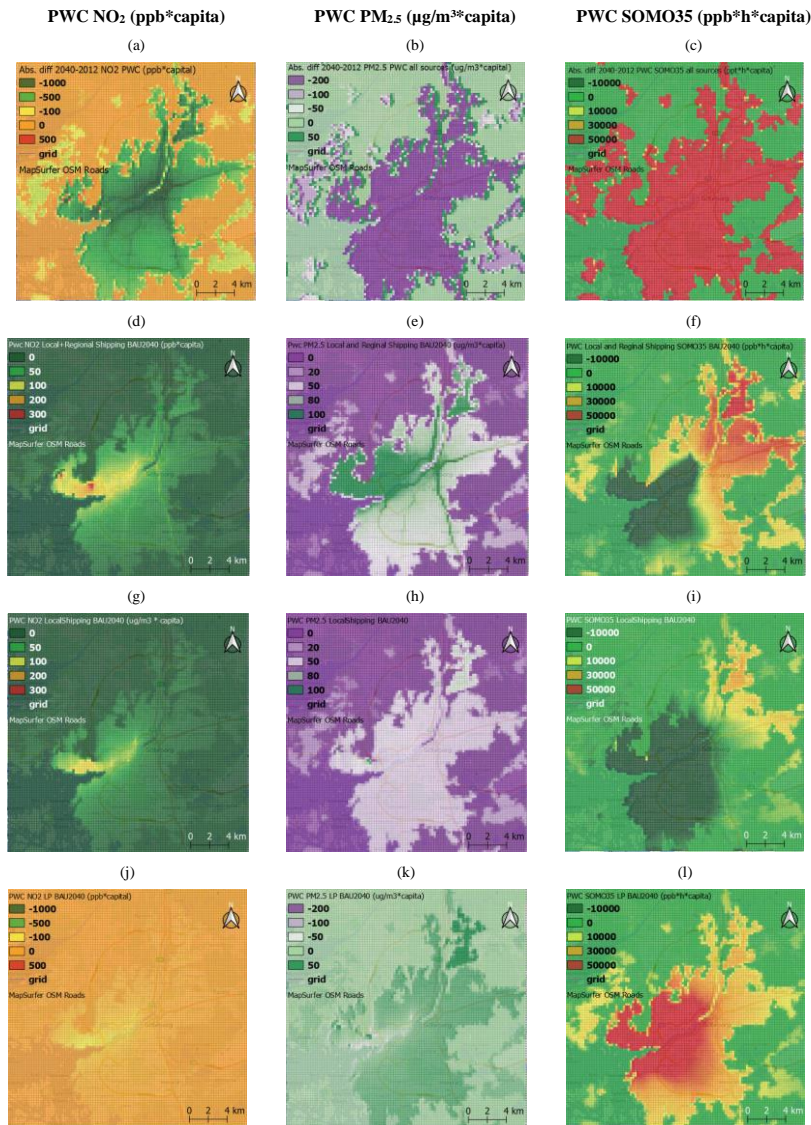 PWC NO₂ (ppb*capita) PWC PM₂.₅ (µg/m³*capita) PWC SOMO35 (ppb*h*capita)
(a) (b) (c)
Abs. diff 2040-2012 NO2 PWC (ppb*capital)
-1000
-500
-100
0
500
grid
MapSurfer OSM Roads
N
0 2 4 km
Abs. diff 2040-2012 PM2.5 PWC all sources (ug/m3*capital)
-200
-100
-50
0
50
grid
MapSurfer OSM Roads
N
0 2 4 km
Abs. diff 2040-2012 SOMO35 PWC all sources (ppt*h*capita)
-10000
0
10000
30000
50000
grid
MapSurfer OSM Roads
N
0 2 4 km
(d) (e) (f)
Pwc NO2 Local+Regional Shipping BAU2040 (ppb*capita)
0
50
100
200
300
grid
MapSurfer OSM Roads
N
0 2 4 km
Pwc PM2.5 Local and Reginal Shipping BAU2040 (ug/m3*capita)
0
20
50
80
100
grid
MapSurfer OSM Roads
N
0 2 4 km
PWC Local and Reginal Shipping SOMO35 BAU2040 (ppb*h*capita)
-10000
0
10000
30000
50000
grid
MapSurfer OSM Roads
N
0 2 4 km
(g) (h) (i)
PWC NO2 LocalShipping BAU2040 (ug/m3 * capita)
0
50
100
200
300
grid
MapSurfer OSM Roads
N
0 2 4 km
PWC PM2.5 LocalShipping BAU2040
0
20
50
80
100
grid
MapSurfer OSM Roads
N
0 2 4 km
PWC SOMO35 LocalShipping BAU2040
-10000
0
10000
30000
50000
grid
MapSurfer OSM Roads
N
0 2 4 km
(j) (k) (l)
PWC NO2 LP BAU2040 (ppb*capital)
-1000
-500
-100
0
500
grid
MapSurfer OSM Roads
N
0 2 4 km
PWC PM2.5 LP BAU2040 (ug/m3*capita)
-200
-100
-50
0
50
grid
MapSurfer OSM Roads
N
0 2 4 km
PWC SOMO35 LP BAU2040 (ppb*h*capita)
-10000
0
10000
30000
50000
grid
MapSurfer OSM Roads
N
0 2 4 km